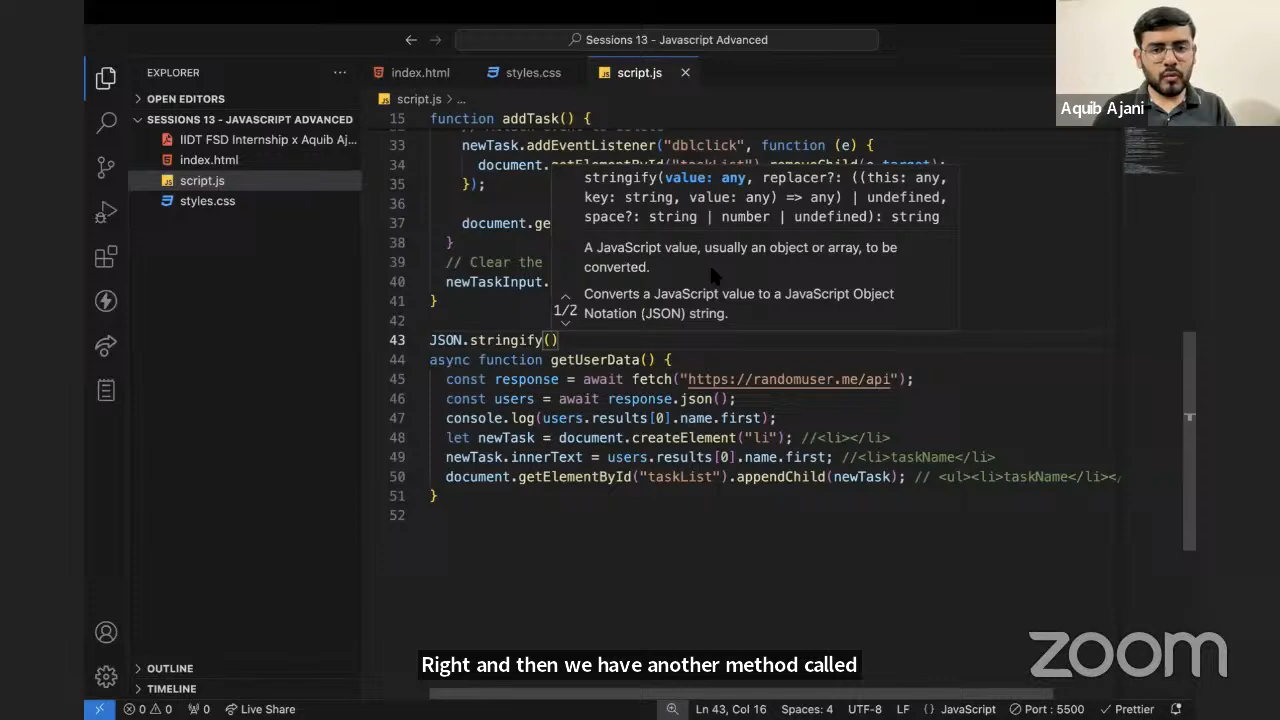 Sessions 13 - Javascript Advanced
EXPLORER
index.html
styles.css
script.js
OPEN EDITORS
SESSIONS 13 - JAVASCRIPT ADVANCED
IIDT FSD Internship x Aquib Aj...
index.html
script.js
styles.css
OUTLINE
TIMELINE
script.js > ...
15 function addTask() {
33 newTask.addEventListener("dblclick", function (e) {
34 document.getElementById("taskList").removeChild(e.target);
35 });
36
37 document.ge
38 }
39 // Clear the
40 newTaskInput.
41 }
42
stringify(value: any, replacer?: ((this: any,
key: string, value: any) => any) | undefined,
space?: string | number | undefined): string
A JavaScript value, usually an object or array, to be
converted.
1/2
Converts a JavaScript value to a JavaScript Object
Notation (JSON) string.
43 JSON.stringify()
44 async function getUserData() {
45 const response = await fetch("https://randomuser.me/api");
46 const users = await response.json();
47 console.log(users.results[0].name.first);
48 let newTask = document.createElement("li"); //<li></li>
49 newTask.innerText = users.results[0].name.first; //<li>taskName</li>
50 document.getElementById("taskList").appendChild(newTask); // <ul><li>taskName</li></
51 }
52
Aquib Ajani
Right and then we have another method called
zoom
0 0 0 Live Share
Ln 43, Col 16 Spaces: 4 UTF-8 LF {} JavaScript Port : 5500 Prettier